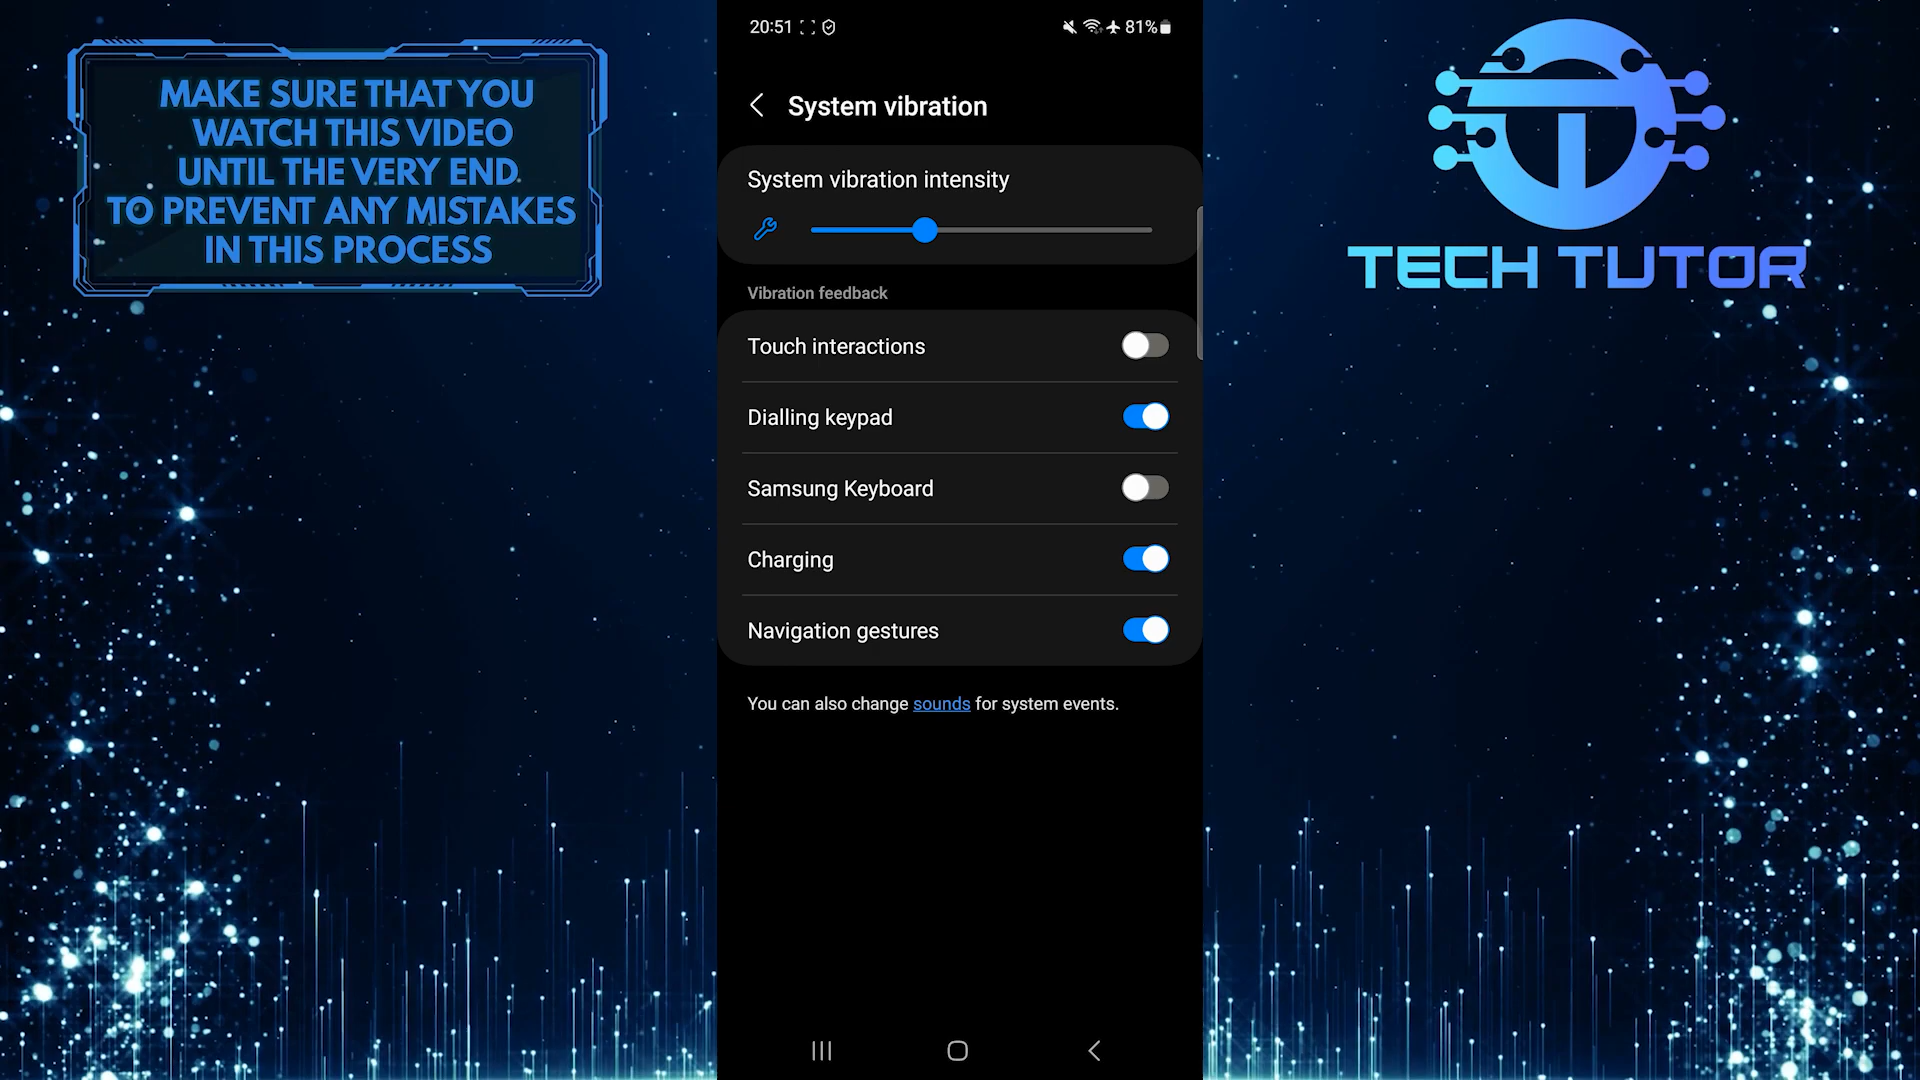 MAKE SURE THAT YOU
WATCH THIS VIDEO
UNTIL THE VERY END
TO PREVENT ANY MISTAKES
IN THIS PROCESS
20:51
81%
System vibration
System vibration intensity
Vibration feedback
Touch interactions
Dialling keypad
Samsung Keyboard
Charging
Navigation gestures
You can also change sounds for system events.
TECH TUTOR